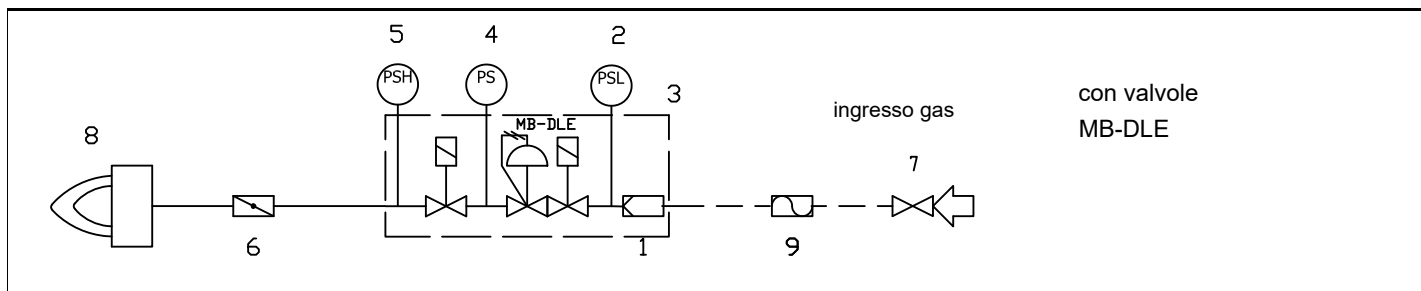 5 4 2
PSH PS PSL
3
MB-DLE
ingresso gas
con valvole
MB-DLE
8
7
6
1
9